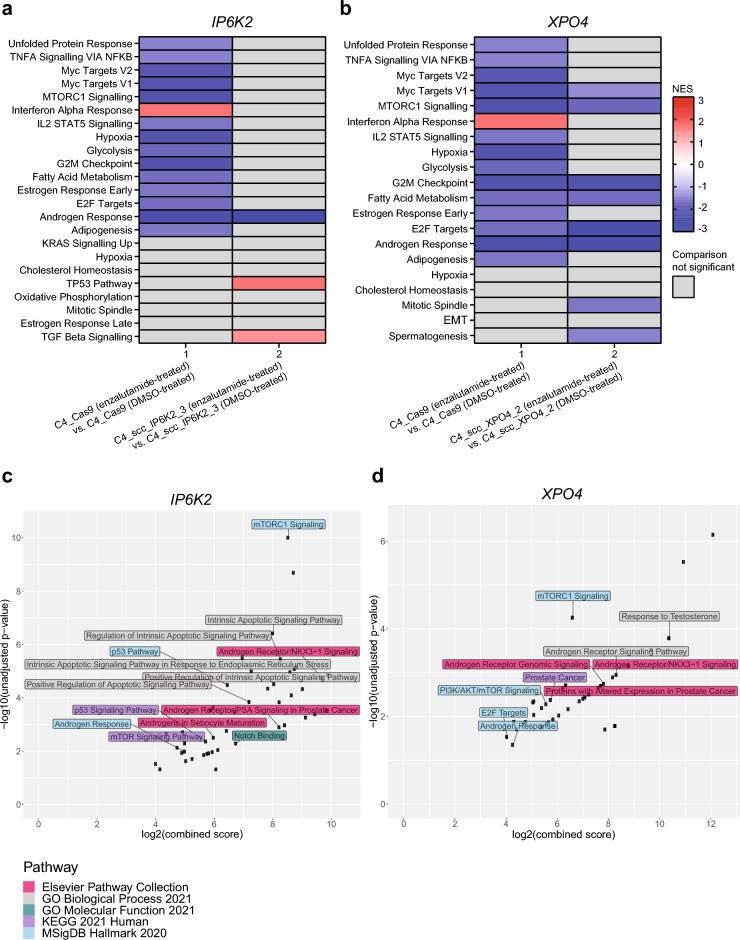 a
IP6K2
Unfolded Protein Response
TNFA Signalling VIA NFKB
Myc Targets V2
Myc Targets V1
MTORC1 Signalling
Interferon Alpha Response
IL2 STAT5 Signalling
Hypoxia
Glycolysis
G2M Checkpoint
Fatty Acid Metabolism
Estrogen Response Early
E2F Targets
Androgen Response
Adipogenesis
KRAS Signalling Up
Hypoxia
Cholesterol Homeostasis
TP53 Pathway
Oxidative Phosphorylation
Mitotic Spindle
Estrogen Response Late
TGF Beta Signalling
1
2
C4_Cas9 (enzalutamide-treated)
vs. C4_Cas9 (DMSO-treated)
C4_scc_IP6K2_3 (enzalutamide-treated)
vs. C4_scc_IP6K2_3 (DMSO-treated)
b
XPO4
Unfolded Protein Response
TNFA Signalling VIA NFKB
Myc Targets V2
Myc Targets V1
MTORC1 Signalling
Interferon Alpha Response
IL2 STAT5 Signalling
Hypoxia
Glycolysis
G2M Checkpoint
Fatty Acid Metabolism
Estrogen Response Early
E2F Targets
Androgen Response
Adipogenesis
Hypoxia
Cholesterol Homeostasis
Mitotic Spindle
EMT
Spermatogenesis
1
2
C4_Cas9 (enzalutamide-treated)
vs. C4_Cas9 (DMSO-treated)
C4_scc_XPO4_2 (enzalutamide-treated)
vs. C4_scc_XPO4_2 (DMSO-treated)
NES
3
2
1
0
-1
-2
-3
Comparison
not significant
c
IP6K2
−log10(unadjusted p-value)
10
8
6
4
2
0
mTORC1 Signaling
Intrinsic Apoptotic Signaling Pathway
Regulation of Intrinsic Apoptotic Signaling Pathway
p53 Pathway
Androgen Receptor/NKX3−1 Signaling
Intrinsic Apoptotic Signaling Pathway in Response to Endoplasmic Reticulum Stress
Positive Regulation of Intrinsic Apoptotic Signaling Pathway
Positive Regulation of Apoptotic Signaling Pathway
p53 Signaling Pathway
Androgen Receptor/PSA Signaling in Prostate Cancer
Androgen Response
Androgens in Sebocyte Maturation
mTOR Signaling Pathway
Notch Binding
0
2
4
6
8
10
log2(combined score)
d
XPO4
−log10(unadjusted p-value)
6
4
2
0
mTORC1 Signaling
Response to Testosterone
Androgen Receptor Signaling Pathway
Androgen Receptor Genomic Signaling
Androgen Receptor/NKX3−1 Signaling
Prostate Cancer
PI3K/AKT/mTOR Signaling
Proteins with Altered Expression in Prostate Cancer
E2F Targets
Androgen Response
0
2
4
6
8
10
12
log2(combined score)
Pathway
Elsevier Pathway Collection
GO Biological Process 2021
GO Molecular Function 2021
KEGG 2021 Human
MSigDB Hallmark 2020